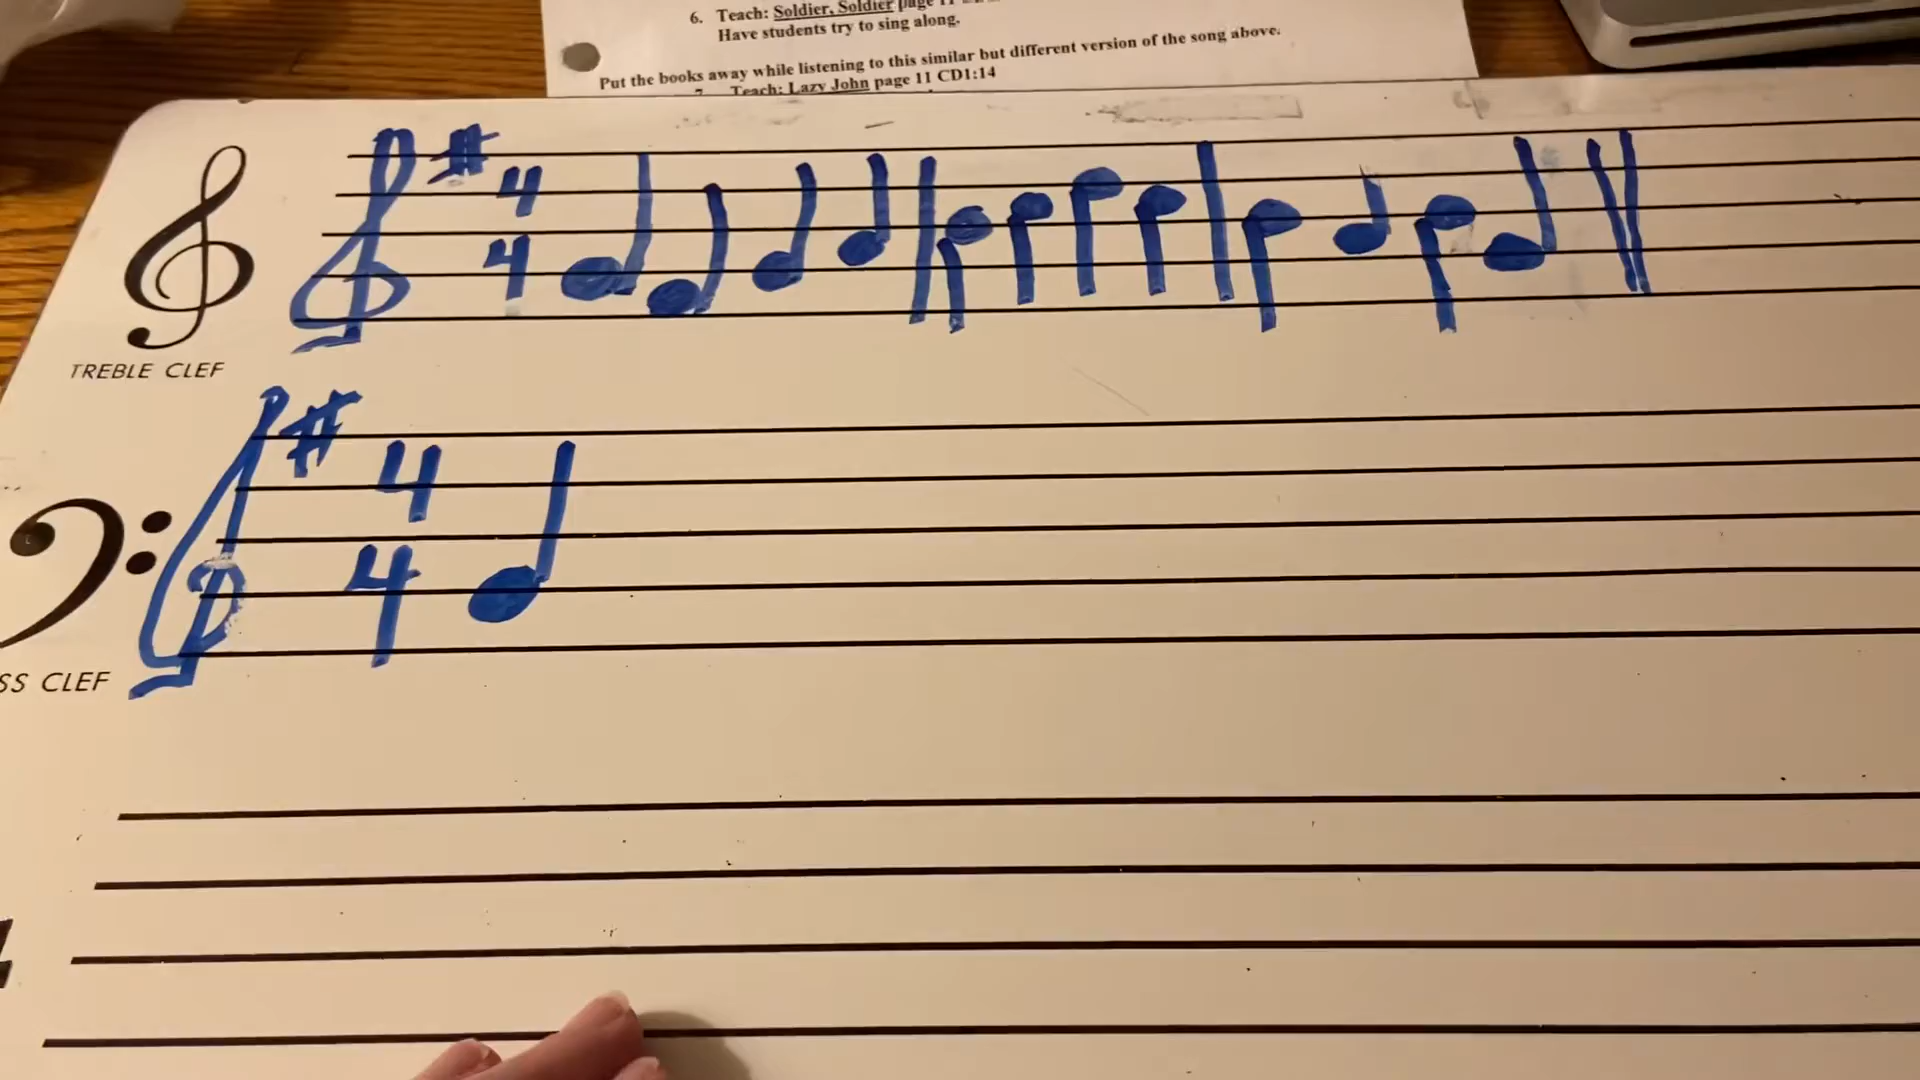 6. Teach: Soldier, Soldier page 11
Have students try to sing along.
Put the books away while listening to this similar but different version of the song above.
7. Teach: Lazy John page 11 CD1:14
4
4
TREBLE CLEF
4
4
SS CLEF